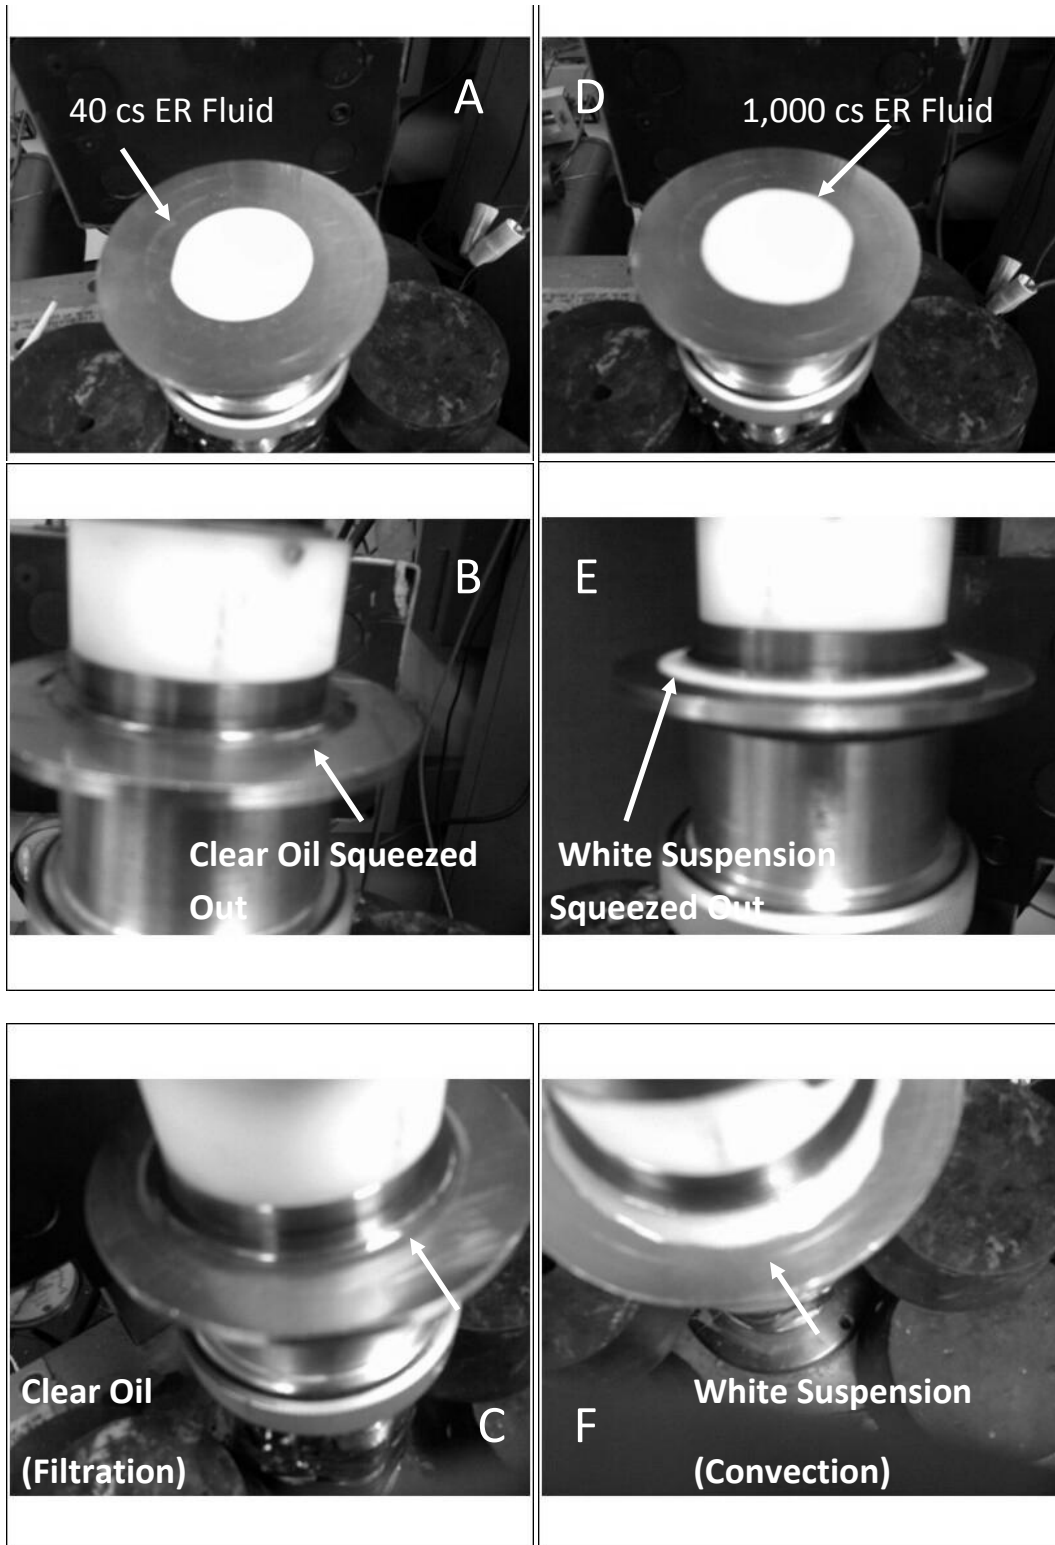 A
40 cs ER Fluid
D
1,000 cs ER Fluid
B
Clear Oil Squeezed
Out
E
White Suspension
Squeezed Out
Clear Oil
(Filtration)
C
White Suspension
(Convection)
F